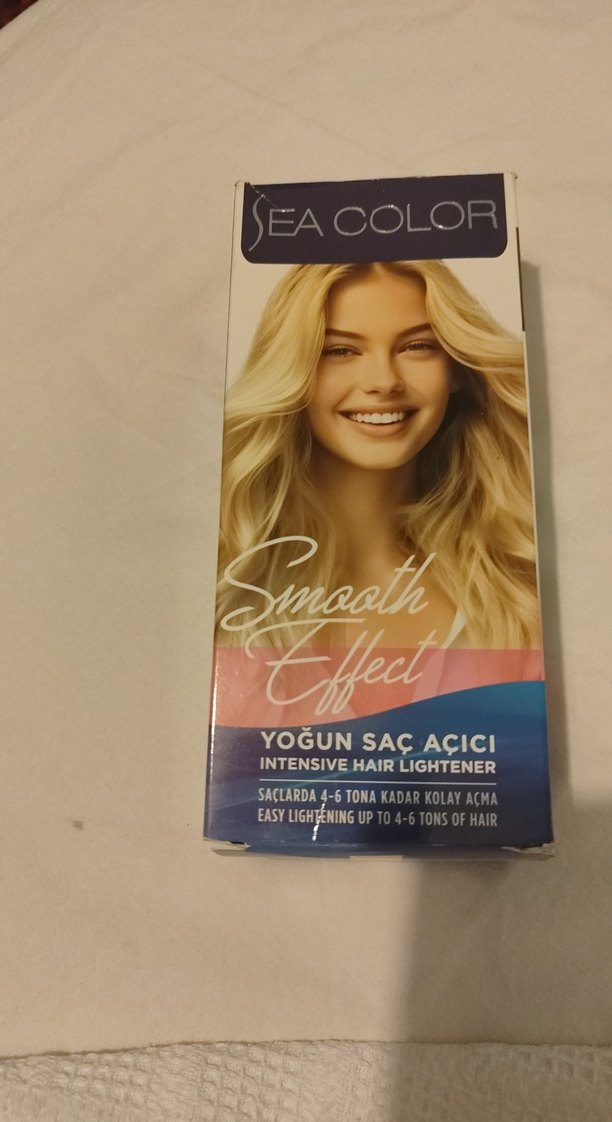 SEA COLOR
Smooth
Effect
YOĞUN SAÇ AÇICI
INTENSIVE HAIR LIGHTENER
SAÇLARDA 4-6 TONA KADAR KOLAY AÇMA
EASY LIGHTENING UP TO 4-6 TONS OF HAIR